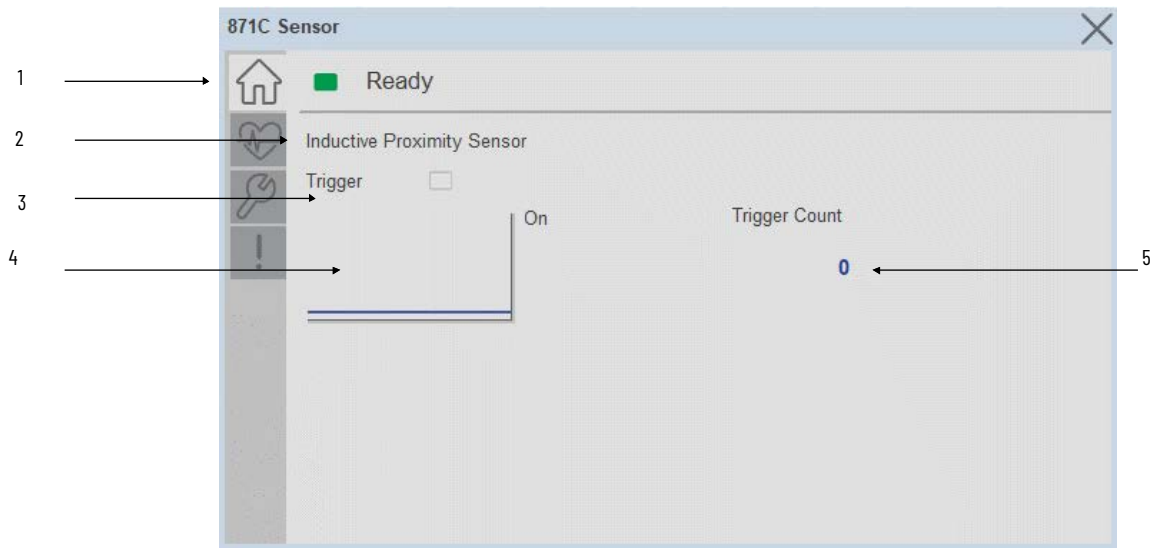 871C Sensor
1
Ready
2
Inductive Proximity Sensor
Trigger
3
On
Trigger Count
4
0
5